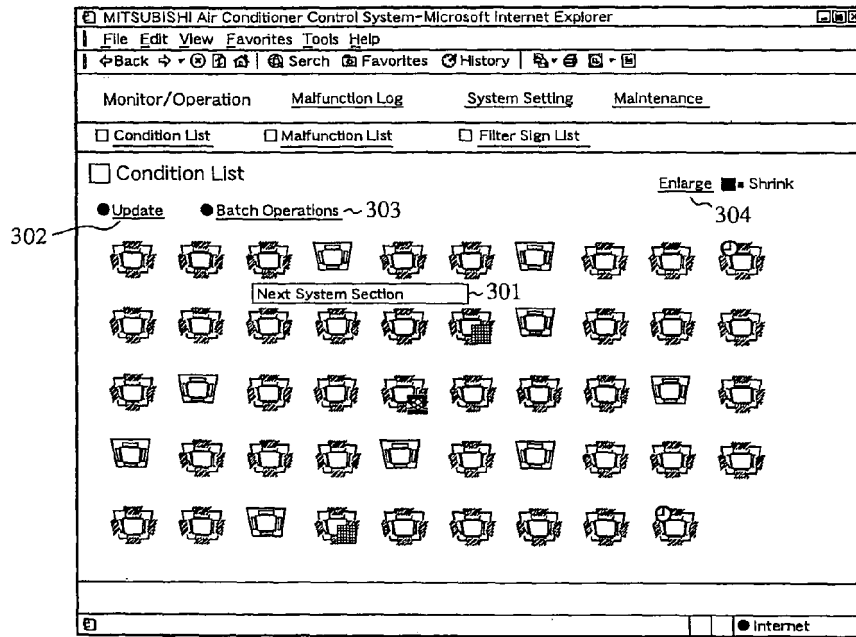 MITSUBISHI Air Conditioner Control System-Microsoft Internet Explorer
File Edit View Favorites Tools Help
Back Serch Favorites History
Monitor/Operation Malfunction Log System Setting Maintenance
Condition List Malfunction List Filter Sign List
Condition List
Enlarge Shrink
Update Batch Operations 303 304
302
Next System Section 301
Internet